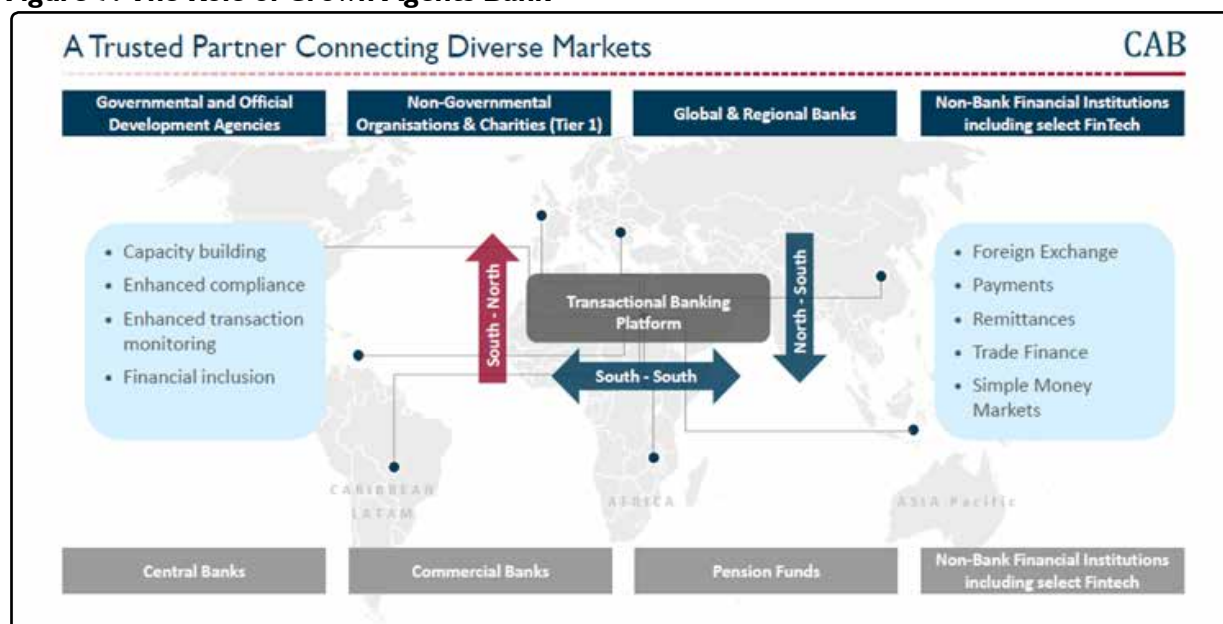 A Trusted Partner Connecting Diverse Markets
CAB
Governmental and Official
Development Agencies
Non-Governmental
Organisations & Charities (Tier 1)
Global & Regional Banks
Non-Bank Financial Institutions
including select FinTech
• Capacity building
• Enhanced compliance
• Enhanced transaction
monitoring
• Financial inclusion
South - North
Transactional Banking
Platform
South - South
North - South
• Foreign Exchange
• Payments
• Remittances
• Trade Finance
• Simple Money
Markets
CARIBBEAN
LATAM
AFRICA
ASIA Pacific
Central Banks
Commercial Banks
Pension Funds
Non-Bank Financial Institutions
including select Fintech